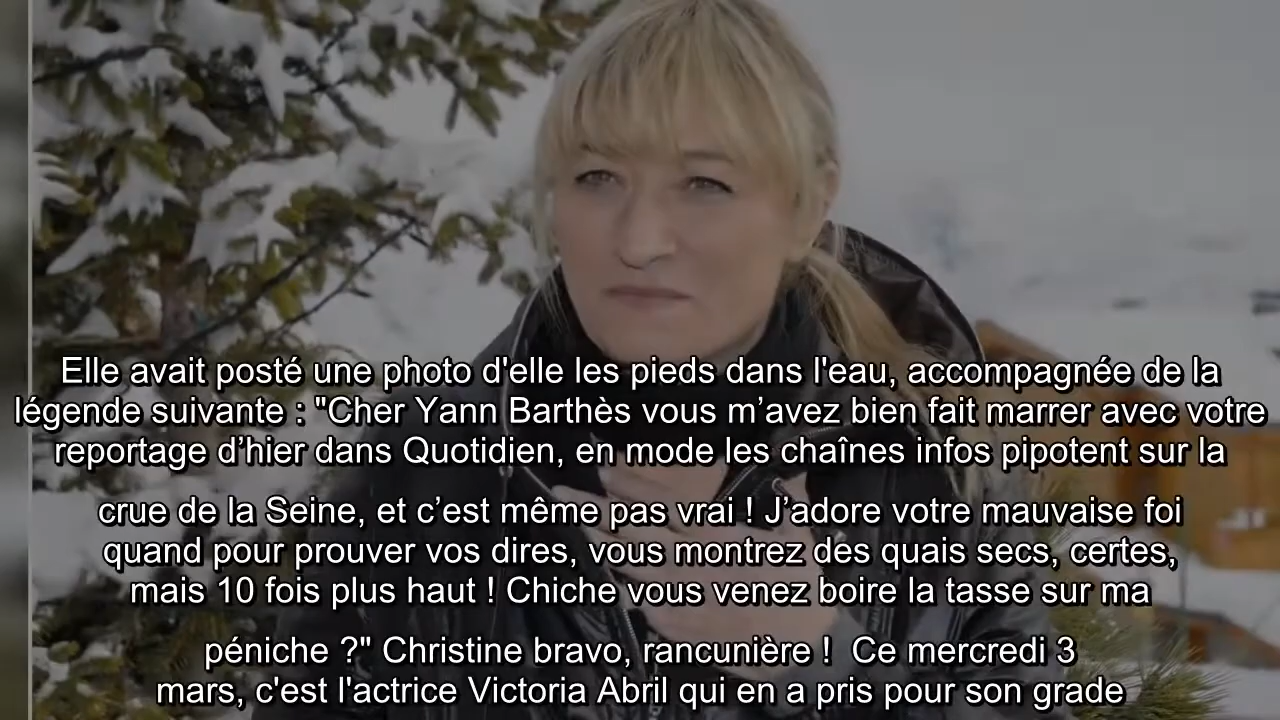 Elle avait posté une photo d'elle les pieds dans l'eau, accompagnée de la
légende suivante : "Cher Yann Barthès vous m’avez bien fait marrer avec votre
reportage d’hier dans Quotidien, en mode les chaînes infos pipotent sur la
crue de la Seine, et c’est même pas vrai ! J’adore votre mauvaise foi
quand pour prouver vos dires, vous montrez des quais secs, certes,
mais 10 fois plus haut ! Chiche vous venez boire la tasse sur ma
péniche ?" Christine bravo, rancunière !  Ce mercredi 3
mars, c'est l'actrice Victoria Abril qui en a pris pour son grade